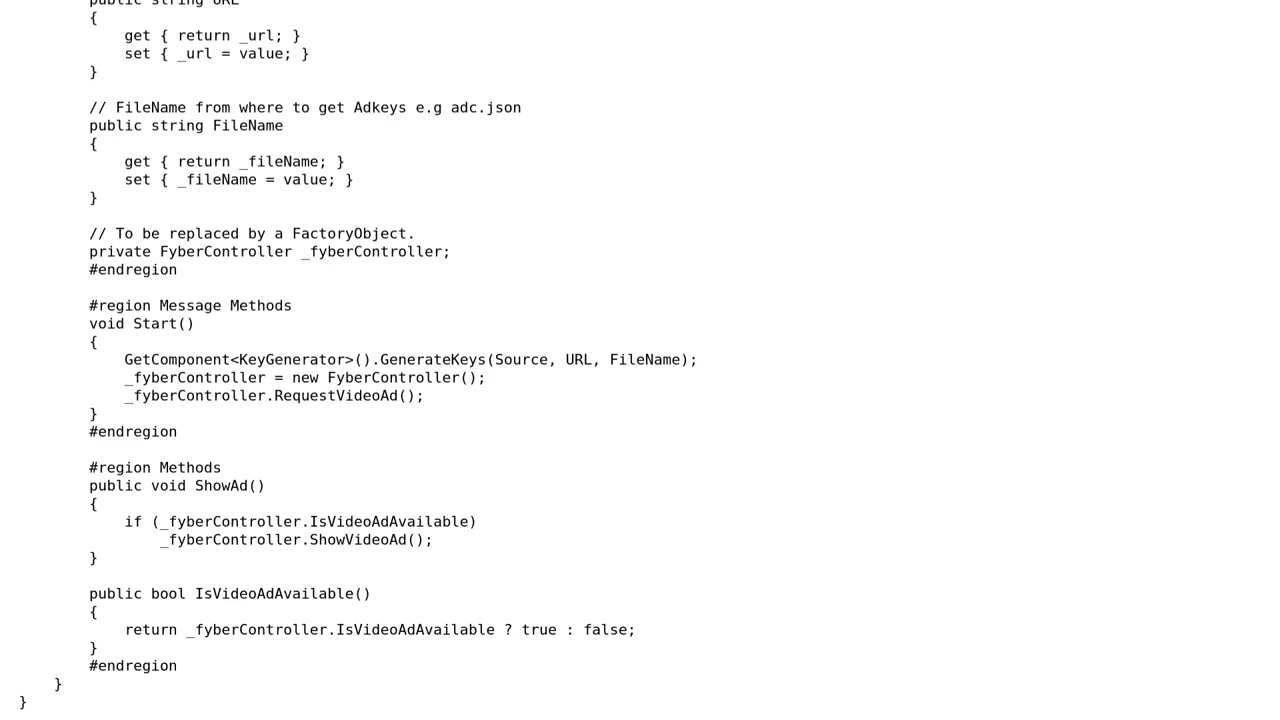 public string URL
{
get { return _url; }
set { _url = value; }
}
// FileName from where to get Adkeys e.g adc.json
public string FileName
{
get { return _fileName; }
set { _fileName = value; }
}
// To be replaced by a FactoryObject.
private FyberController _fyberController;
#endregion
#region Message Methods
void Start()
{
GetComponent<KeyGenerator>().GenerateKeys(Source, URL, FileName);
_fyberController = new FyberController();
_fyberController.RequestVideoAd();
}
#endregion
#region Methods
public void ShowAd()
{
if (_fyberController.IsVideoAdAvailable)
_fyberController.ShowVideoAd();
}
public bool IsVideoAdAvailable()
{
return _fyberController.IsVideoAdAvailable ? true : false;
}
#endregion
}
}